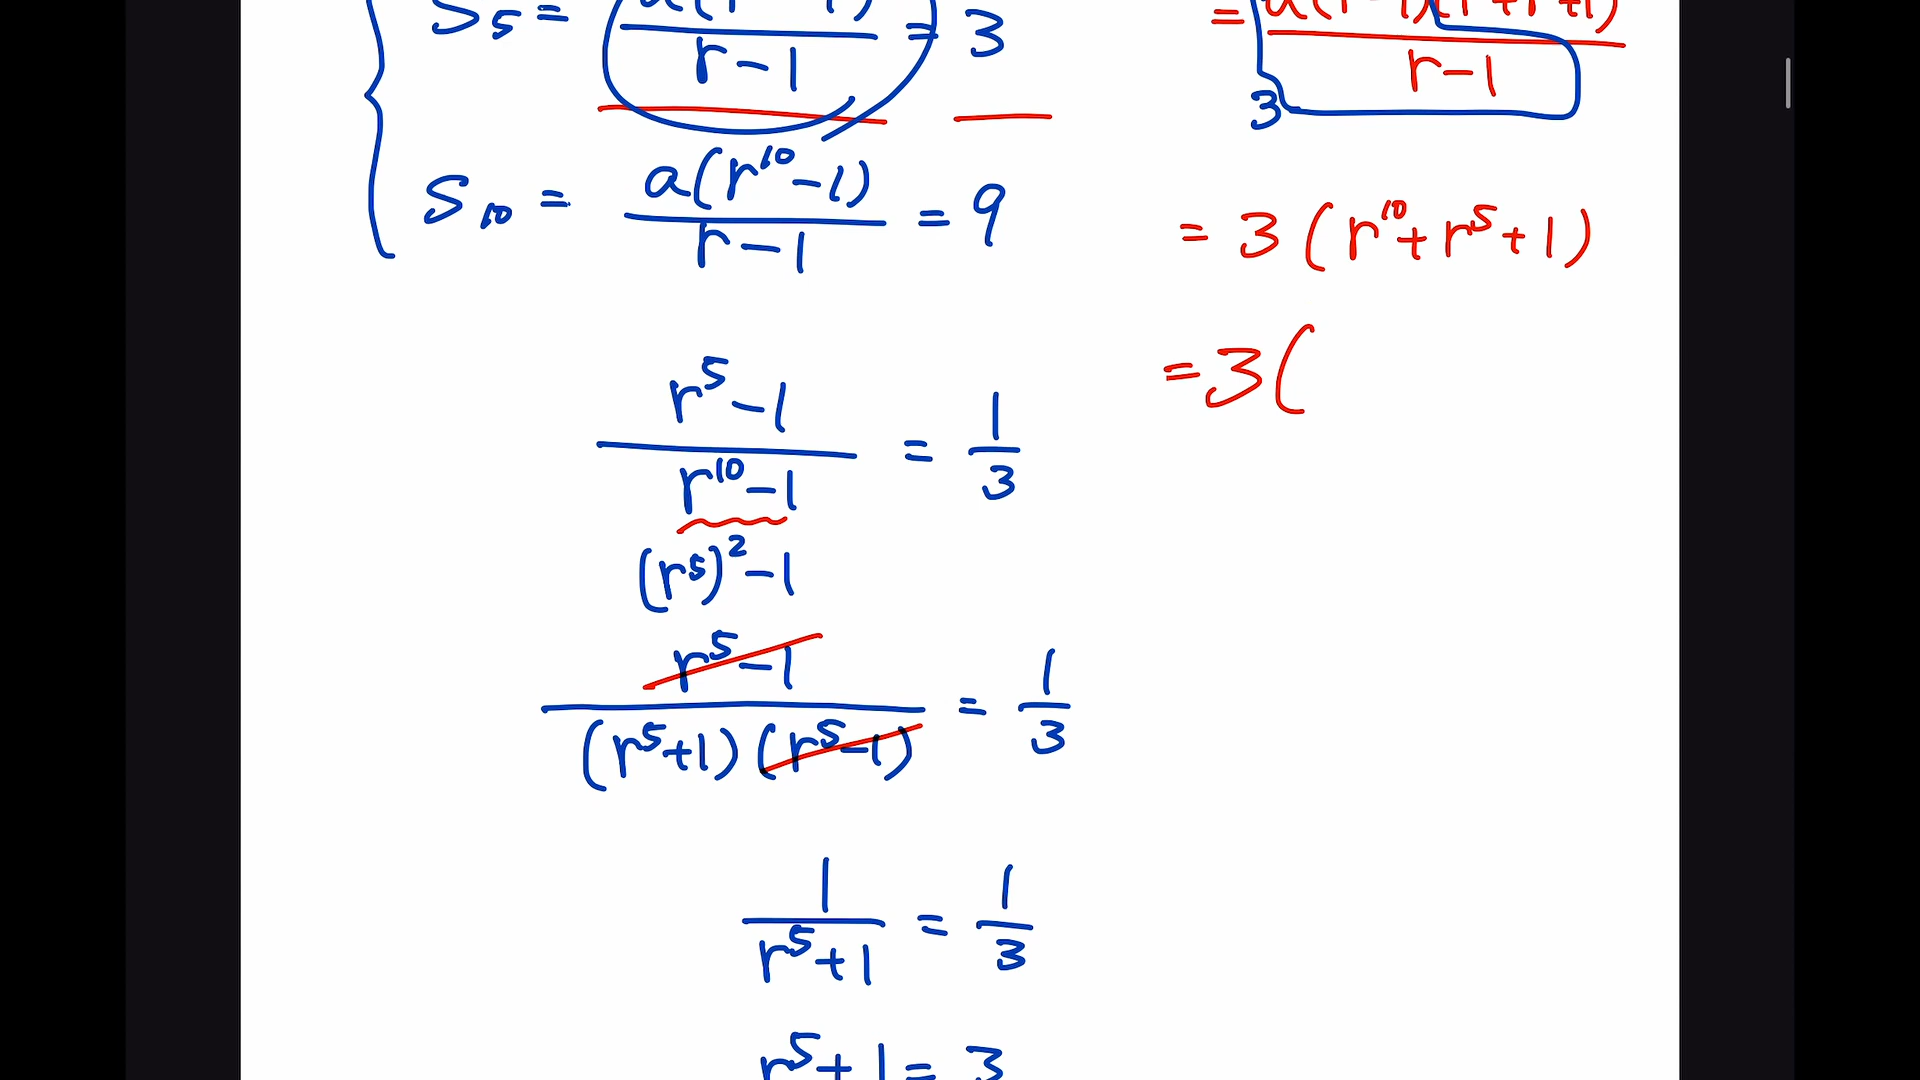 S₅ = a(r⁵-1)/(r-1) = 3
S₁₀ = a(r¹⁰-1)/(r-1) = 9
(r⁵-1)/(r¹⁰-1) = 1/3
(r⁵)²-1
(r⁵-1)/((r⁵+1)(r⁵-1)) = 1/3
1/(r⁵+1) = 1/3
r⁵+1 = 3
r-1
3
= 3(r¹⁰+r⁵+1)
= 3(